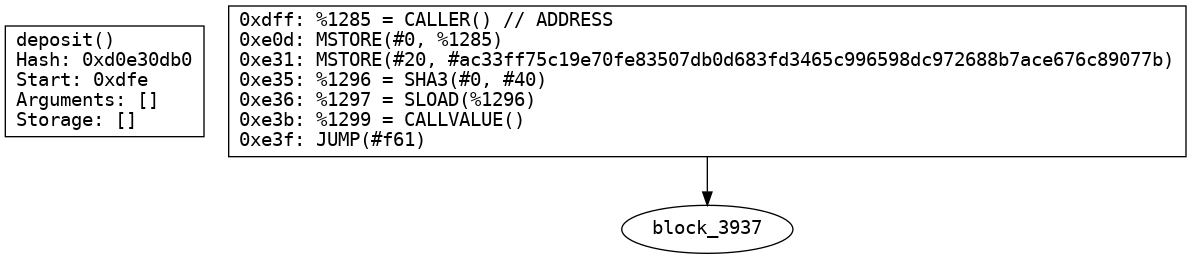 deposit()
Hash: 0xd0e30db0
Start: 0xdfe
Arguments: []
Storage: []
0xdff: %1285 = CALLER() // ADDRESS
0xe0d: MSTORE(#0, %1285)
0xe31: MSTORE(#20, #ac33ff75c19e70fe83507db0d683fd3465c996598dc972688b7ace676c89077b)
0xe35: %1296 = SHA3(#0, #40)
0xe36: %1297 = SLOAD(%1296)
0xe3b: %1299 = CALLVALUE()
0xe3f: JUMP(#f61)
block_3937